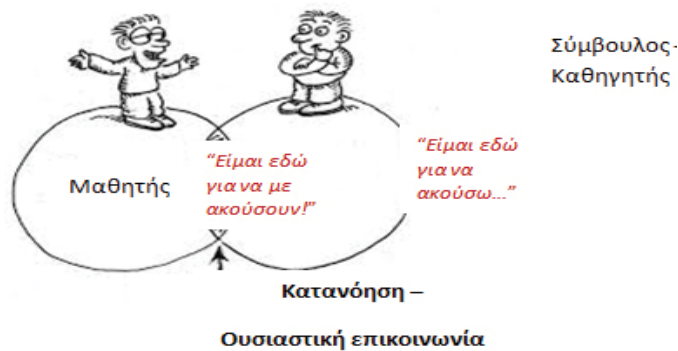 Σύμβουλος-
Καθηγητής
Μαθητής
“Είμαι εδώ
για να με
ακούσουν!”
“Είμαι εδώ
για να
ακούσω...”
Κατανόηση –
Ουσιαστική επικοινωνία